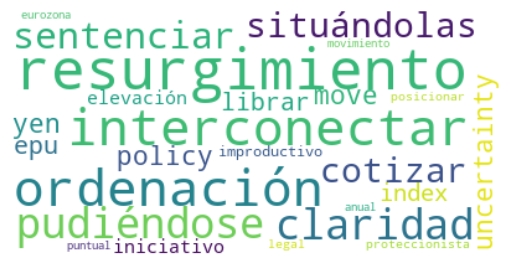 eurozona
sentenciar situándolas
movimiento
resurgimiento
elevación librar move posicionar
yen interconectar
epu policy improductivo cotizar
uncertainty
ordenación index
anual
pudiéndose claridad
puntual iniciativo legal proteccionista